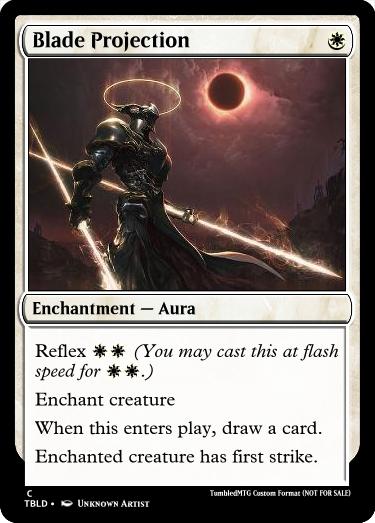 Blade Projection
Enchantment — Aura
Reflex (You may cast this at flash
speed for .)
Enchant creature
When this enters play, draw a card.
Enchanted creature has first strike.
C
TumbledMTG Custom Format (NOT FOR SALE)
TBLD • Unknown Artist